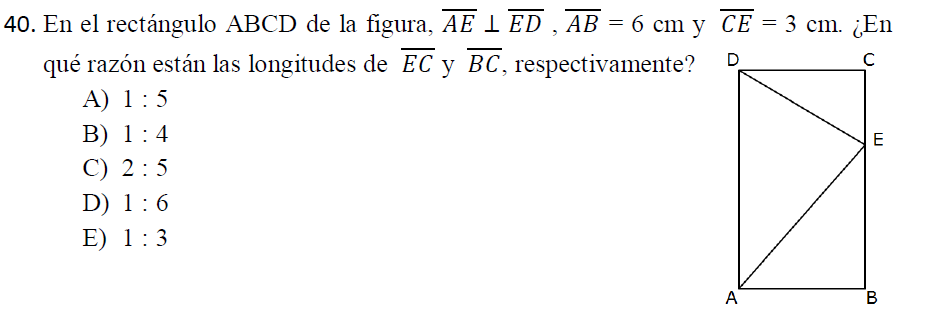 40. En el rectángulo ABCD de la figura, AE ⊥ ED , AB = 6 cm y CE = 3 cm. ¿En
qué razón están las longitudes de EC y BC, respectivamente?
A) 1 : 5
B) 1 : 4
C) 2 : 5
D) 1 : 6
E) 1 : 3
D C
E
A B